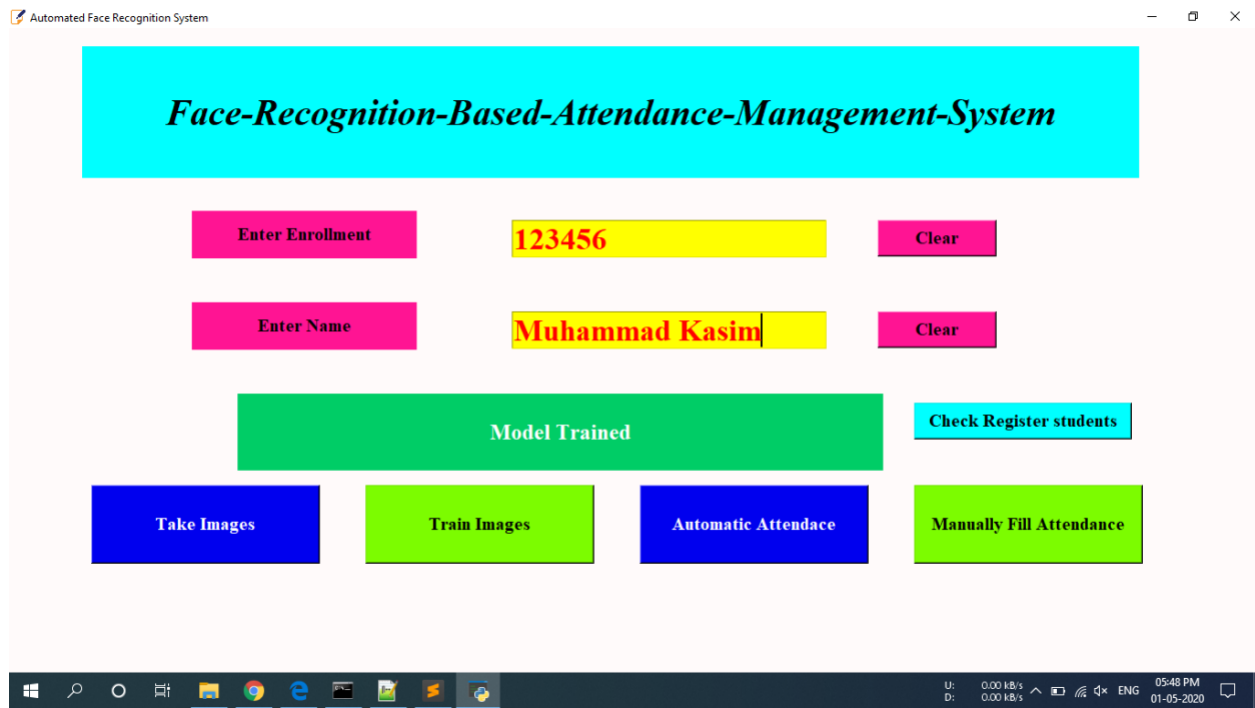 Automated Face Recognition System
Face-Recognition-Based-Attendance-Management-System
Enter Enrollment 123456 Clear
Enter Name Muhammad Kasim Clear
Model Trained Check Register students
Take Images Train Images Automatic Attendace Manually Fill Attendance
U: 0.00 kB/s
D: 0.00 kB/s
ENG
05:48 PM
01-05-2020